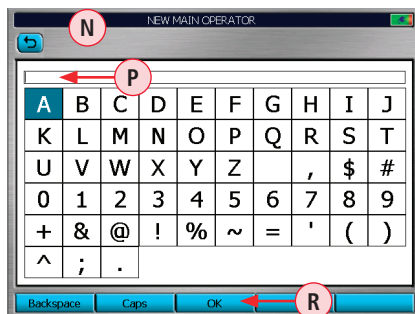 NEW MAIN OPERATOR
N
P
A B C D E F G H I J
K L M N O P Q R S T
U V W X Y Z , $ #
0 1 2 3 4 5 6 7 8 9
+ & @ ! % ~ = ' ( )
^ ; .
Backspace Caps OK R